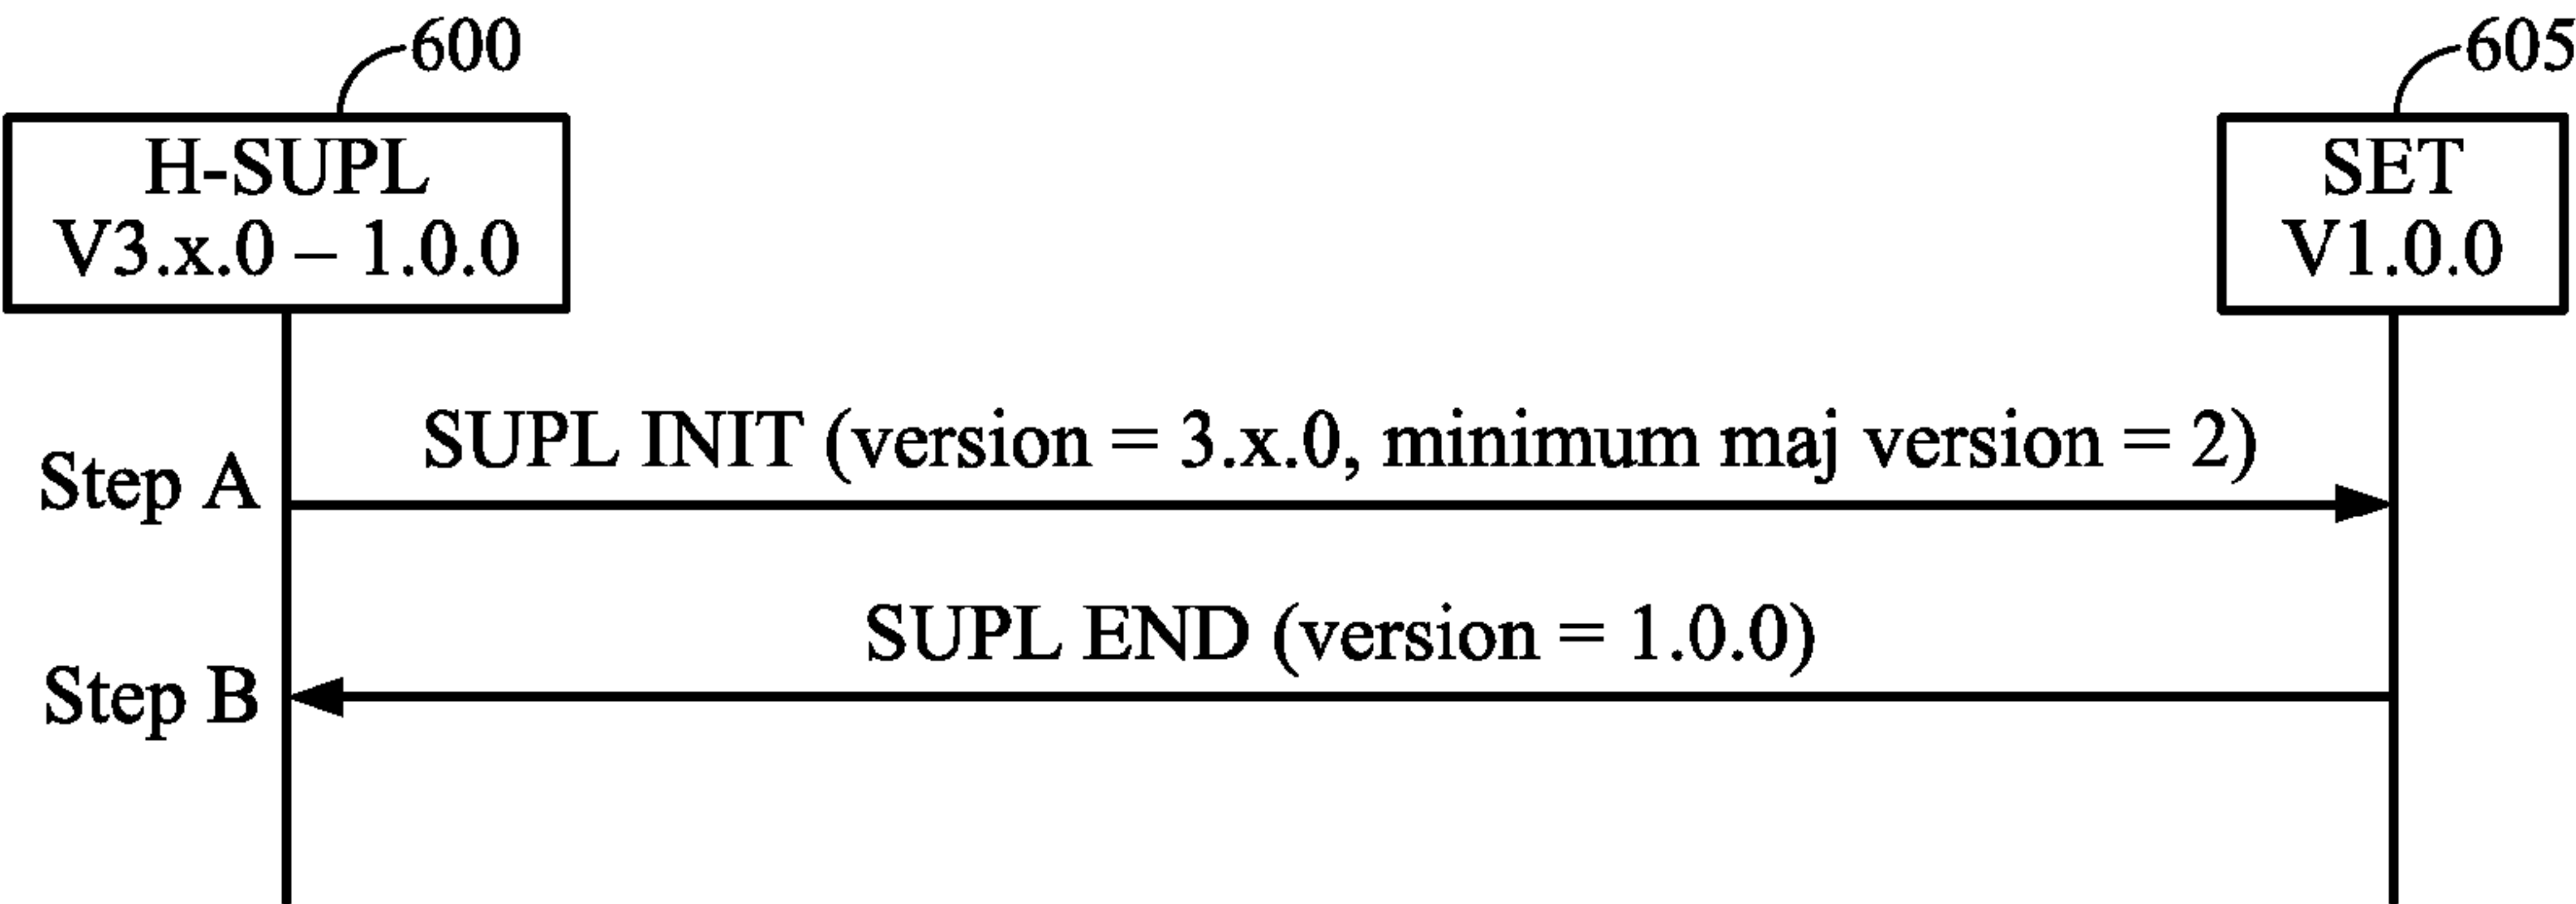 600
605
H-SUPL
V3.x.0 – 1.0.0
SET
V1.0.0
SUPL INIT (version = 3.x.0, minimum maj version = 2)
Step A
SUPL END (version = 1.0.0)
Step B